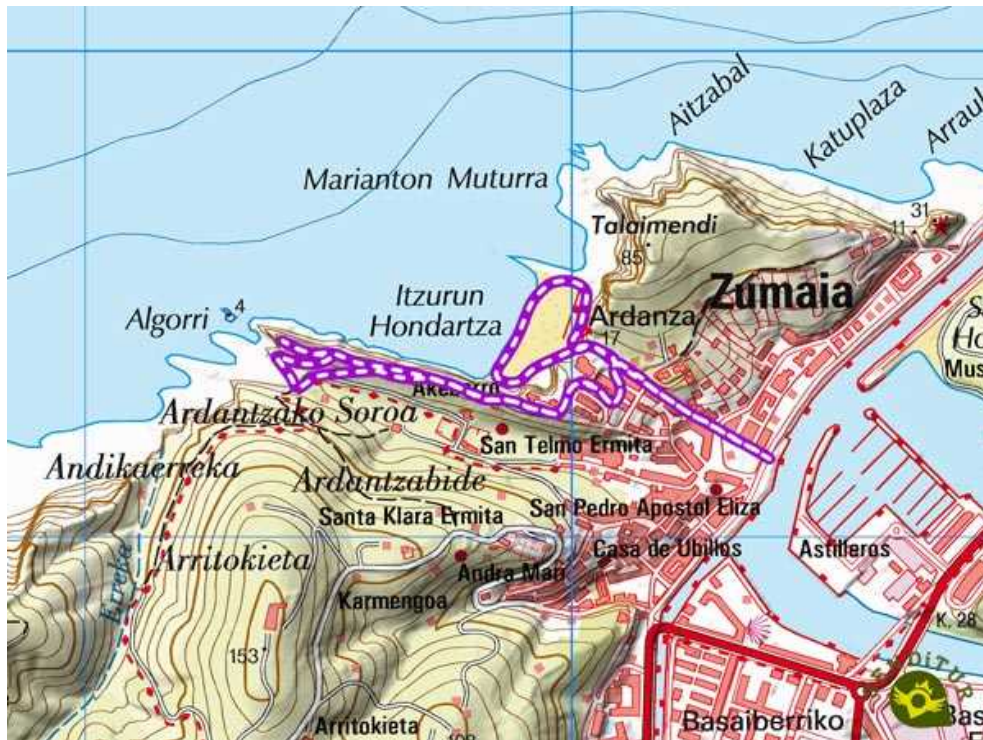 Aitzabal
Katuplaza
Marianton Muturra
Talaimendi
85
31
11
Zumaia
Algorri
4
Itzurun
Hondartza
Ardanza
17
Mus
Ardantzako Soroa
San Telmo Ermita
Andikaerreka
Ardantzabide
Santa Klara Ermita
San Pedro Apostol Eliza
Arritokieta
Erreka
Andra Mari
Casa de Ubillos
Astilleros
Karmengoa
K. 28
153
Arritokieta
Basaiberriko